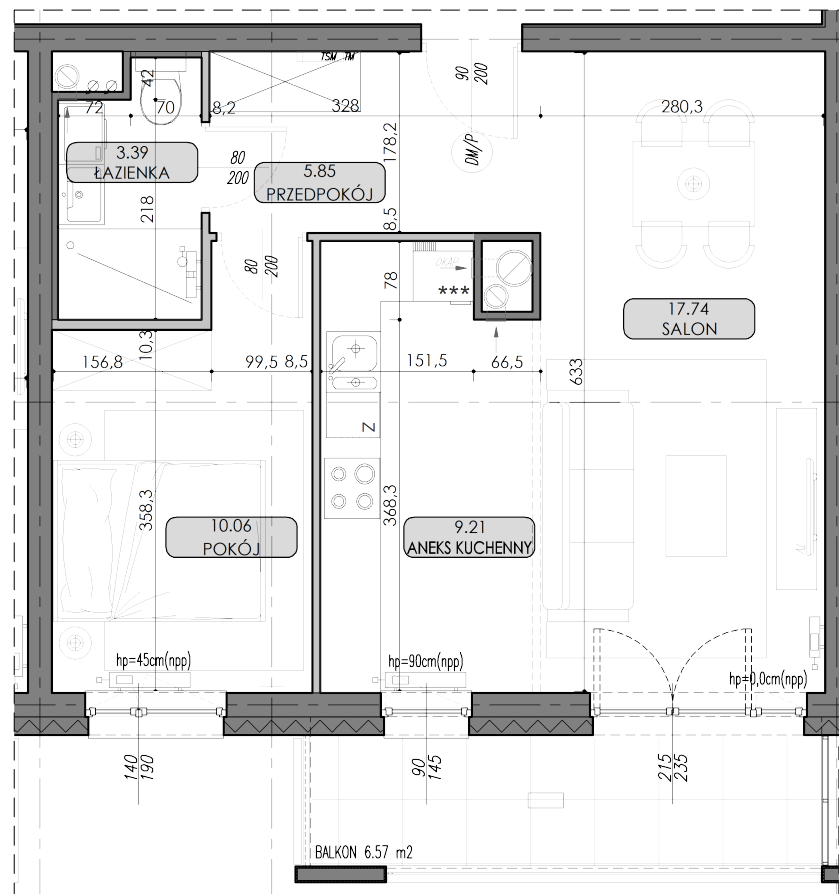 TSM TM
42
90
200
72
70
8,2
328
280,3
178,2
DM/P
3.39
ŁAZIENKA
80
200
5.85
PRZEDPOKÓJ
218
8,5
80
200
78
OKAP
***
17.74
SALON
10,3
156,8
99,5
8,5
151,5
66,5
633
Z
358,3
368,3
10.06
POKÓJ
9.21
ANEKS KUCHENNY
hp=45cm(npp)
hp=90cm(npp)
hp=0,0cm(npp)
140
190
90
145
215
235
BALKON 6.57 m2